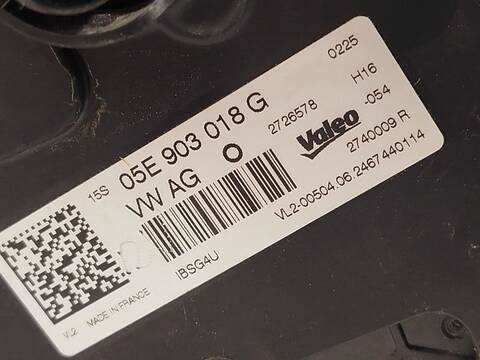 15S 05E 903 018 G 0225
VW AG 2726578 H16
Valeo -054
2740009 R
IBSG4U VL2-00504.06.2467440114
VL2 MADE IN FRANCE